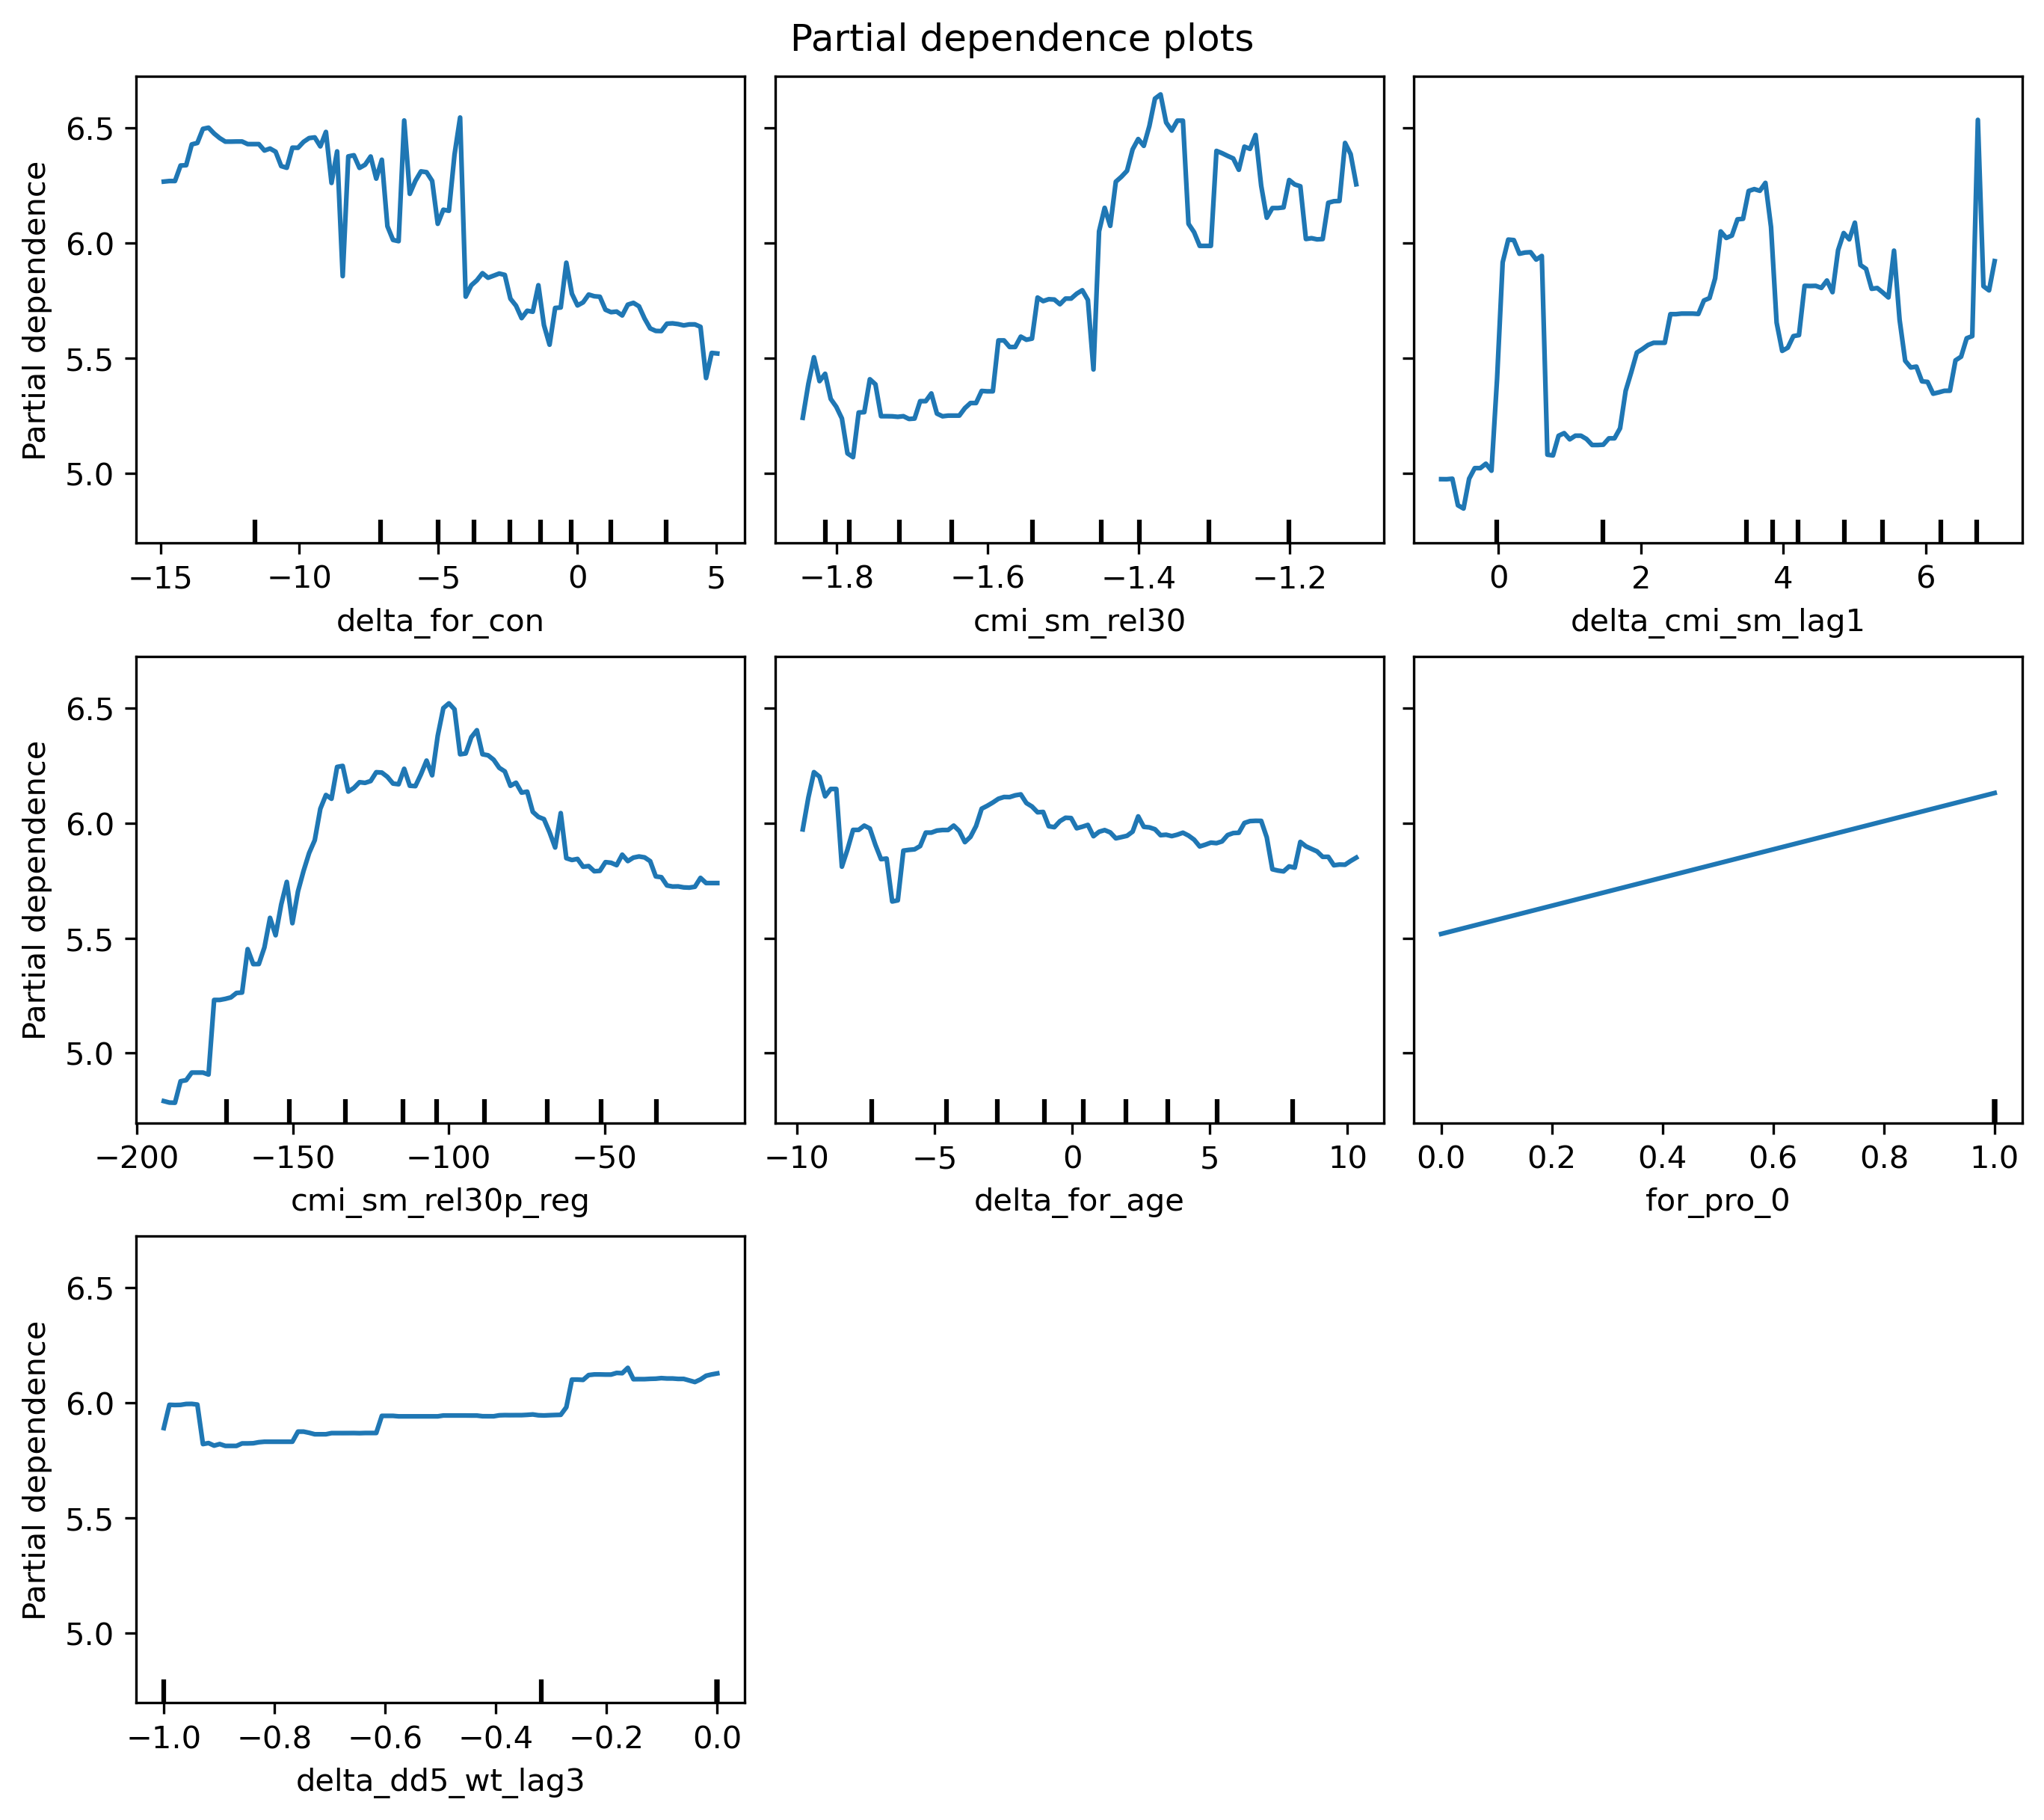 Partial dependence plots
Partial dependence
6.5
6.0
5.5
5.0
−15 −10 −5 0 5
delta_for_con
−1.8 −1.6 −1.4 −1.2
cmi_sm_rel30
0 2 4 6
delta_cmi_sm_lag1
Partial dependence
6.5
6.0
5.5
5.0
−200 −150 −100 −50
cmi_sm_rel30p_reg
−10 −5 0 5 10
delta_for_age
0.0 0.2 0.4 0.6 0.8 1.0
for_pro_0
Partial dependence
6.5
6.0
5.5
5.0
−1.0 −0.8 −0.6 −0.4 −0.2 0.0
delta_dd5_wt_lag3